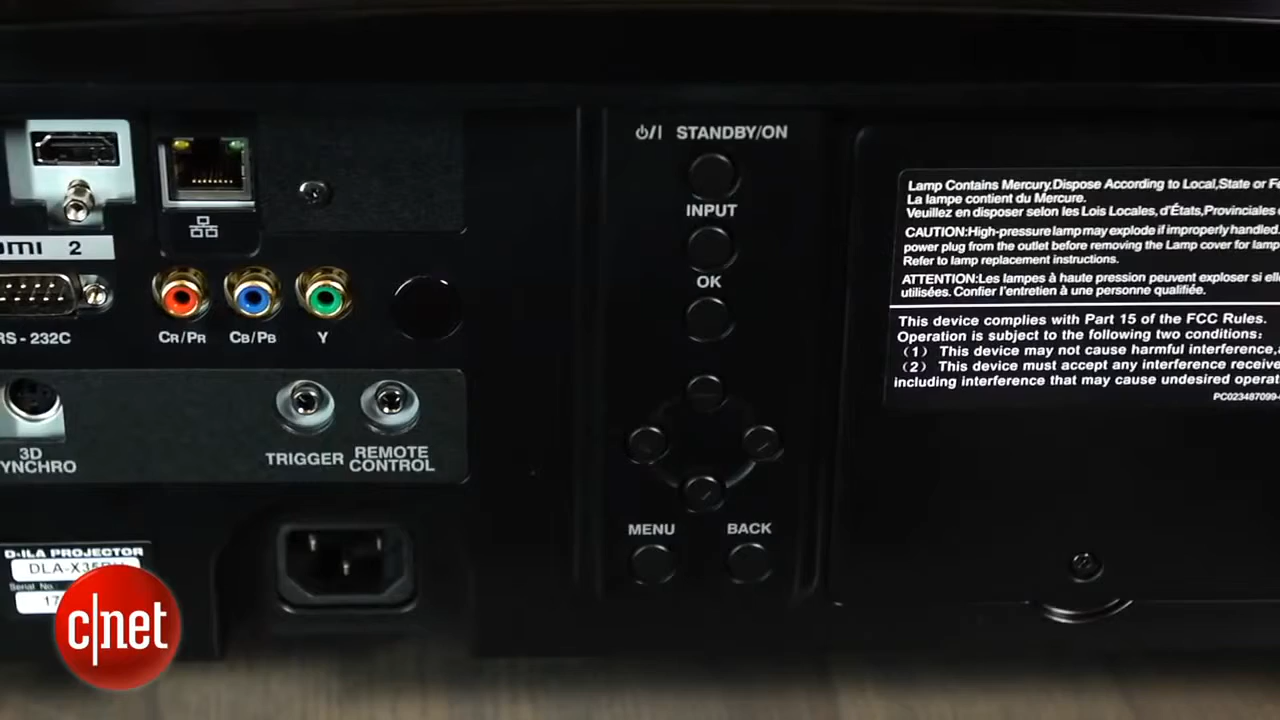 STANDBY/ON
INPUT
OK
MENU
BACK
2
RS - 232C
CR/PR
CB/PB
Y
3D
YNCHRO
TRIGGER
REMOTE
CONTROL
D-ILA PROJECTOR
Serial No.
17
c|net
Lamp Contains Mercury,Dispose According to Local,State or
La lampe contient du Mercure.
Veuillez en disposer selon les Lois Locales, d'États,Provinciales
CAUTION:High-pressure lamp may explode if improperly handled.
power plug from the outlet before removing the Lamp cover for
Refer to lamp replacement instructions.
ATTENTION:Les lampes à haute pression peuvent exploser si
utilisées. Confier l'entretien à une personne qualifiée.
This device complies with Part 15 of the FCC Rules.
Operation is subject to the following two conditions:
(1) This device may not cause harmful interference,
(2) This device must accept any interference
including interference that may cause undesired
PC023487099